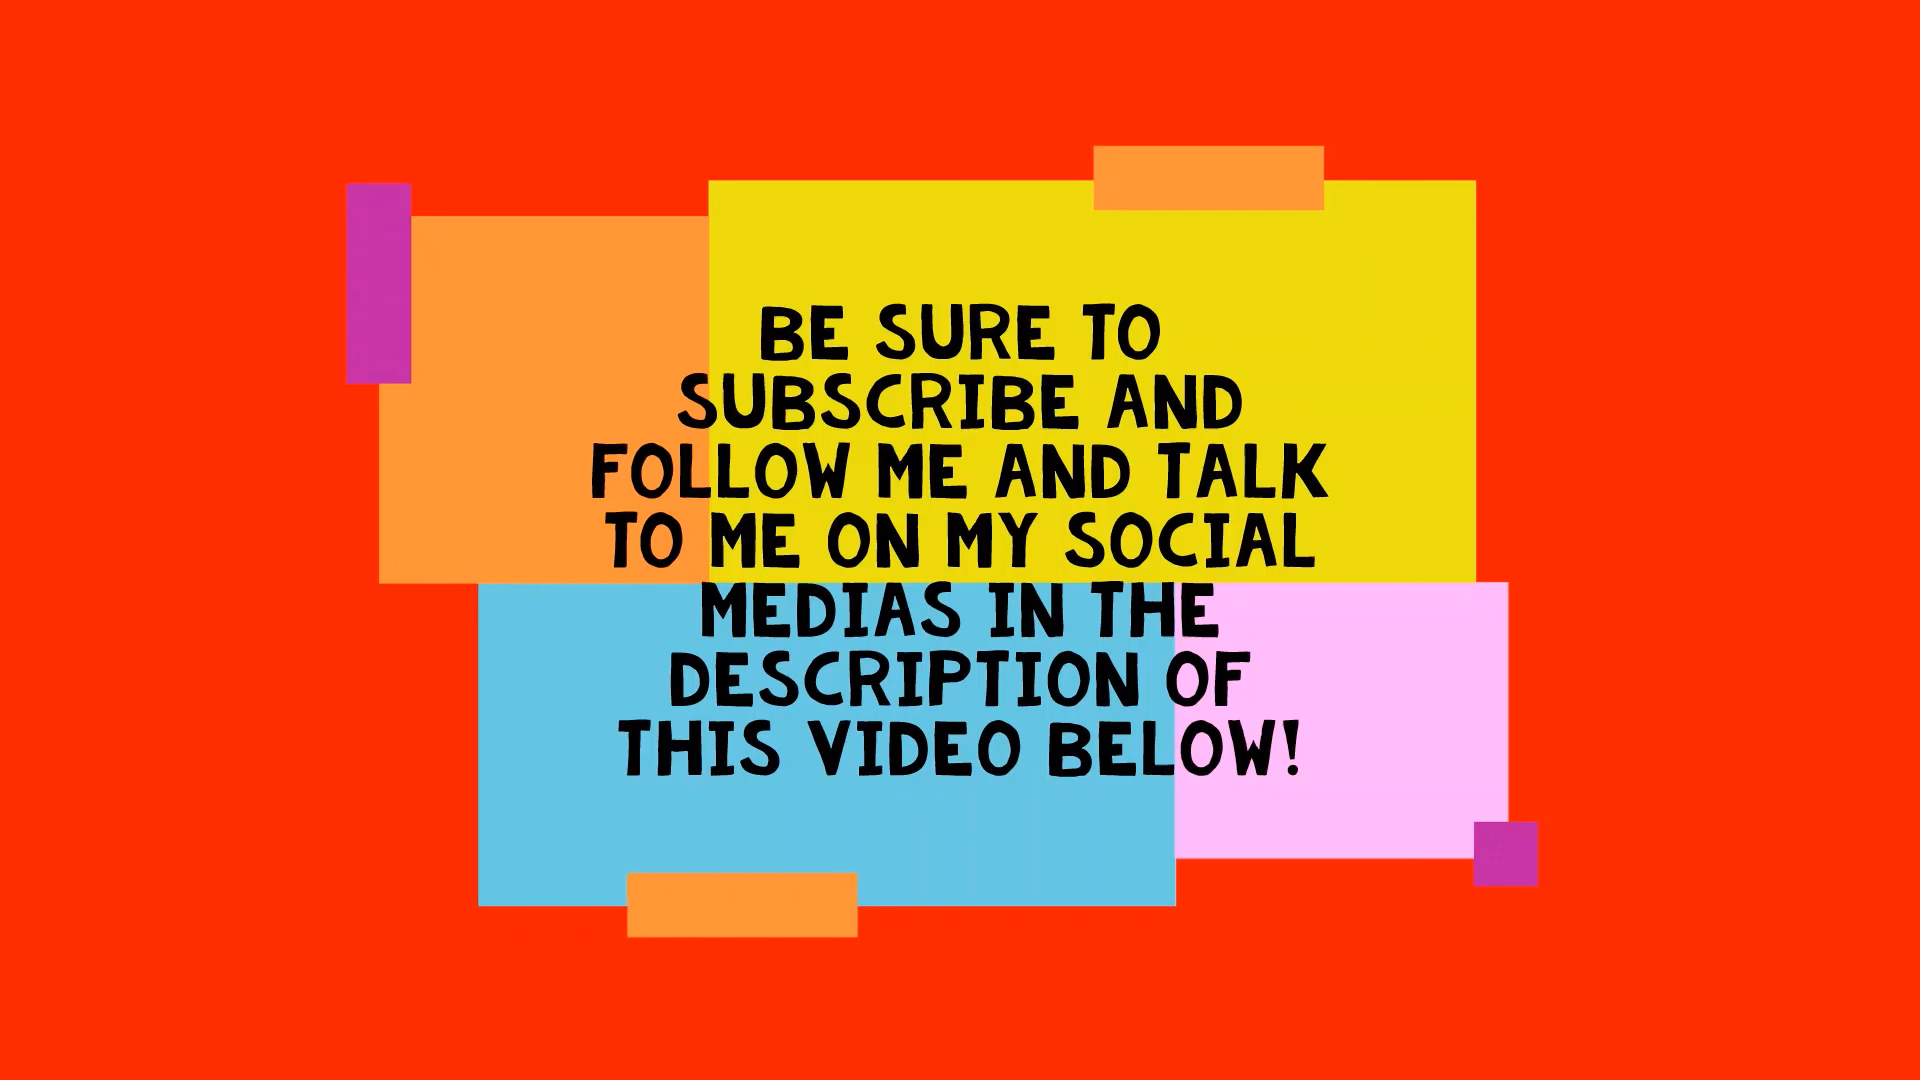 BE SURE TO
SUBSCRIBE AND
FOLLOW ME AND TALK
TO ME ON MY SOCIAL
MEDIAS IN THE
DESCRIPTION OF
THIS VIDEO BELOW!